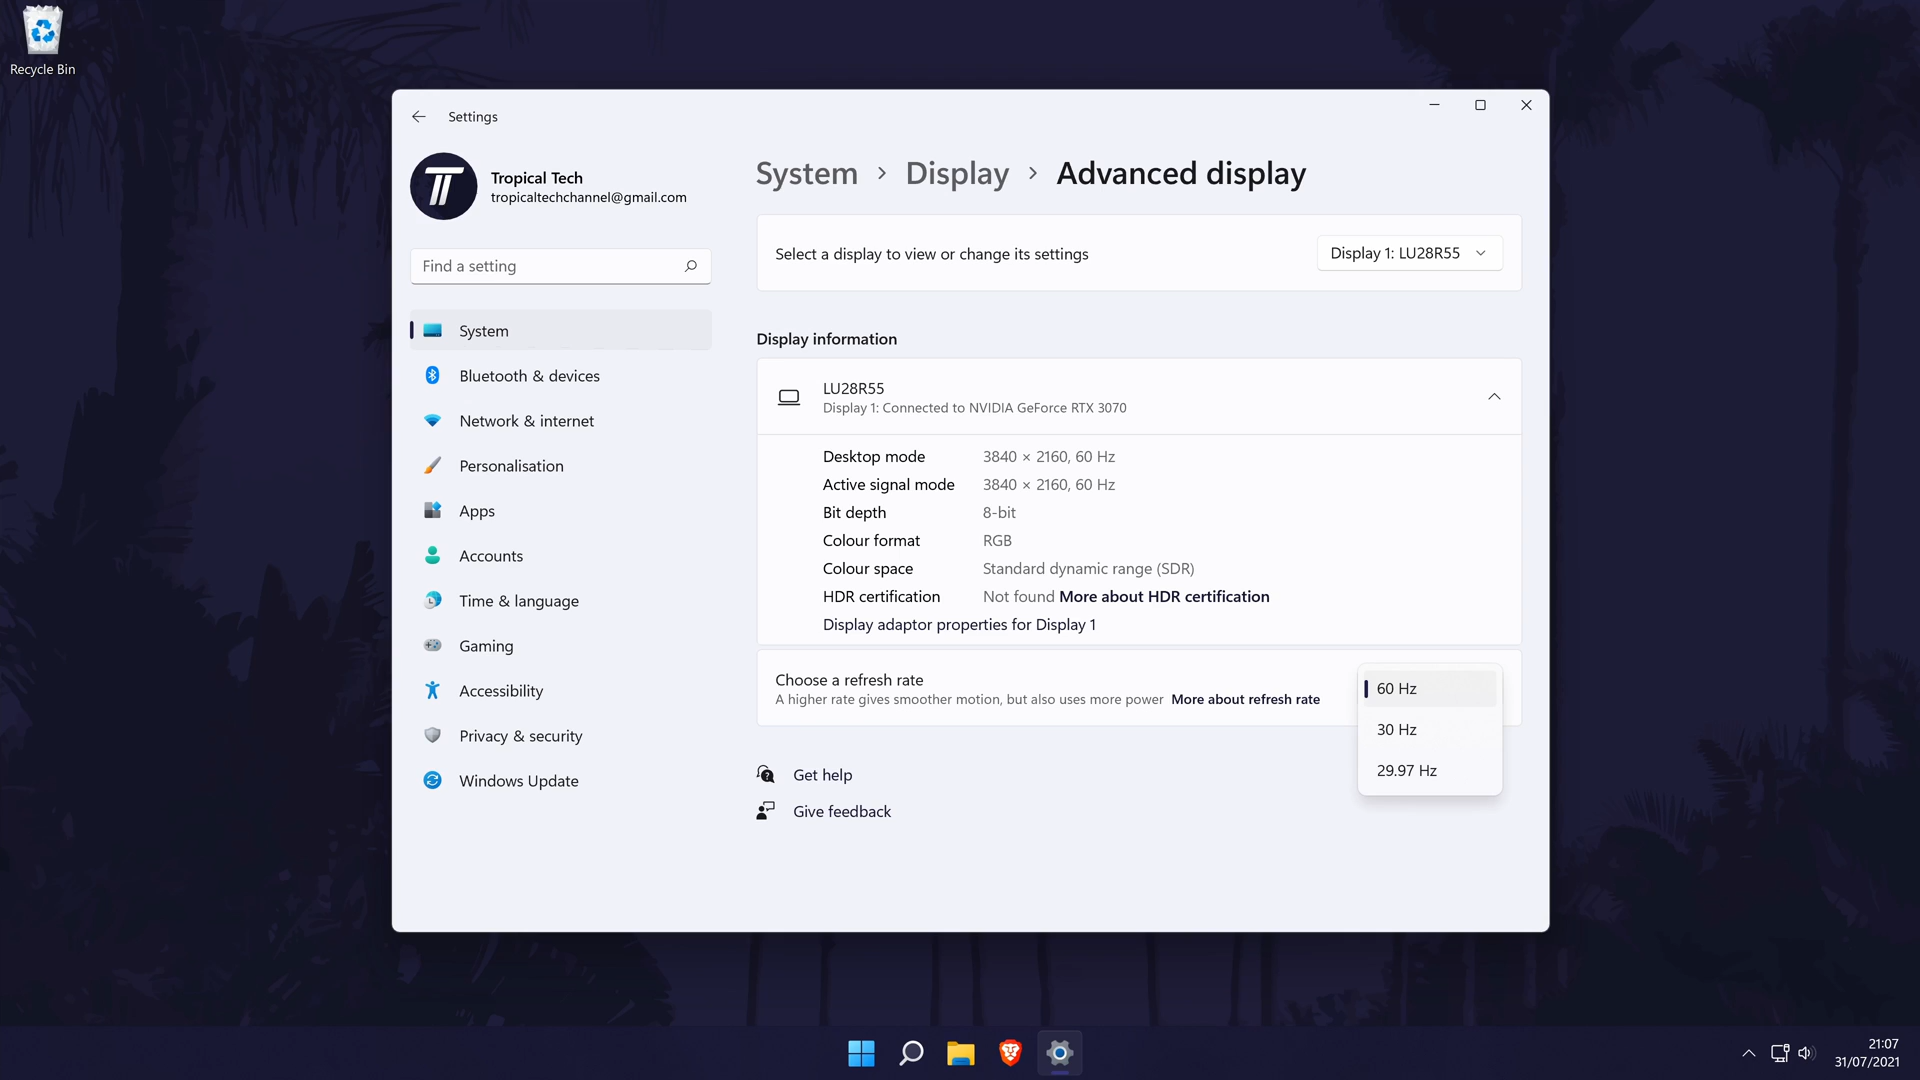 Recycle Bin
Settings
Tropical Tech
tropicaltechchannel@gmail.com
Find a setting
System
Bluetooth & devices
Network & internet
Personalisation
Apps
Accounts
Time & language
Gaming
Accessibility
Privacy & security
Windows Update
System > Display > Advanced display
Select a display to view or change its settings
Display 1: LU28R55
Display information
LU28R55
Display 1: Connected to NVIDIA GeForce RTX 3070
Desktop mode 3840 × 2160, 60 Hz
Active signal mode 3840 × 2160, 60 Hz
Bit depth 8-bit
Colour format RGB
Colour space Standard dynamic range (SDR)
HDR certification Not found More about HDR certification
Display adaptor properties for Display 1
Choose a refresh rate
A higher rate gives smoother motion, but also uses more power More about refresh rate
60 Hz
30 Hz
29.97 Hz
Get help
Give feedback
21:07
31/07/2021